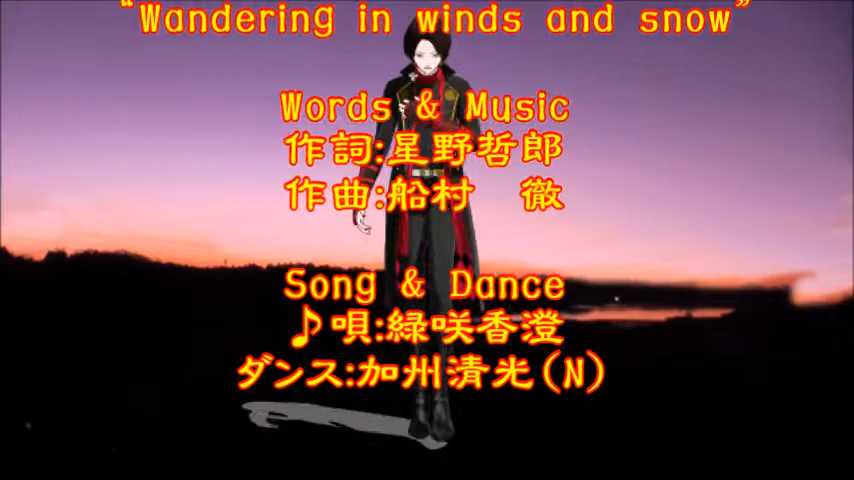 “Wandering in winds and snow”
Words & Music
作詞:星野哲郎
作曲:船村　徹
Song & Dance
♪唄:緑咲香澄
ダンス:加州清光(N)